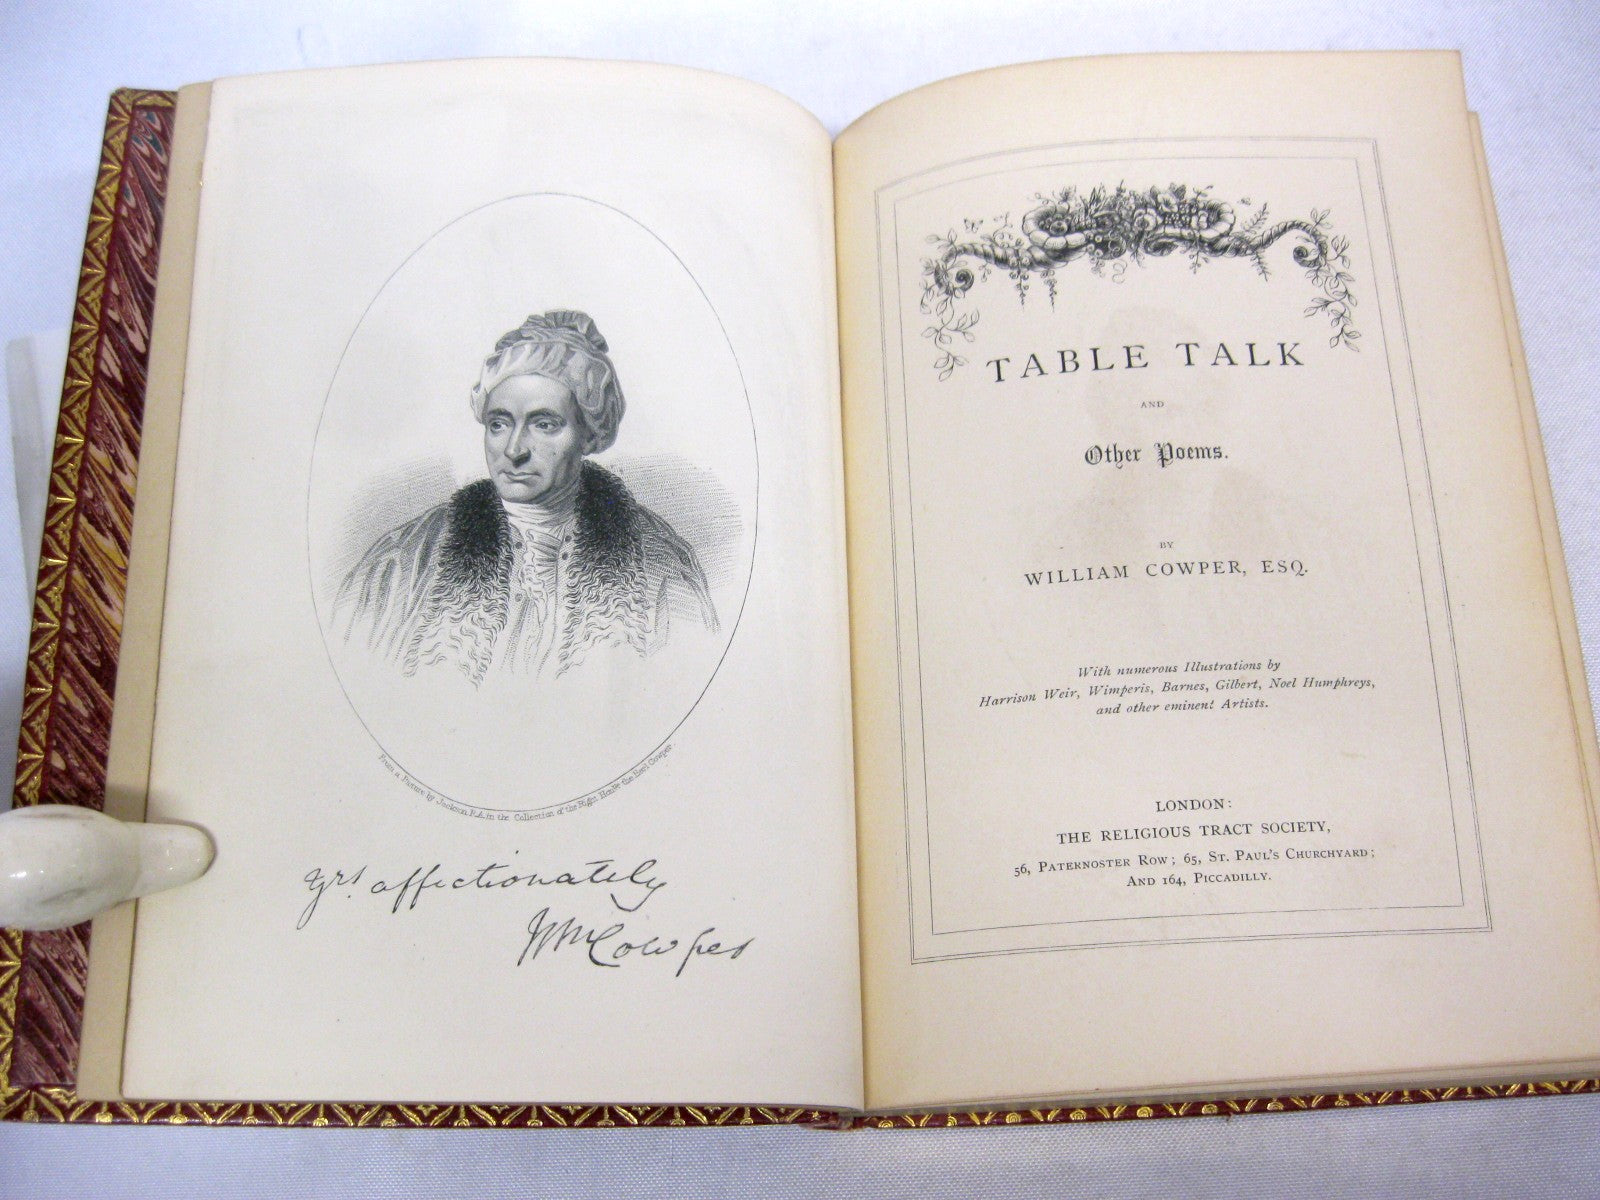 From a Picture by Jackson R.A. in the Collection of the Right Honble the Earl Cowper.
yrs affectionately
Wm Cowper
TABLE TALK
AND
Other Poems.
BY
WILLIAM COWPER, ESQ.
With numerous Illustrations by
Harrison Weir, Wimperis, Barnes, Gilbert, Noel Humphreys,
and other eminent Artists.
LONDON:
THE RELIGIOUS TRACT SOCIETY,
56, PATERNOSTER ROW; 65, ST. PAUL'S CHURCHYARD;
AND 164, PICCADILLY.